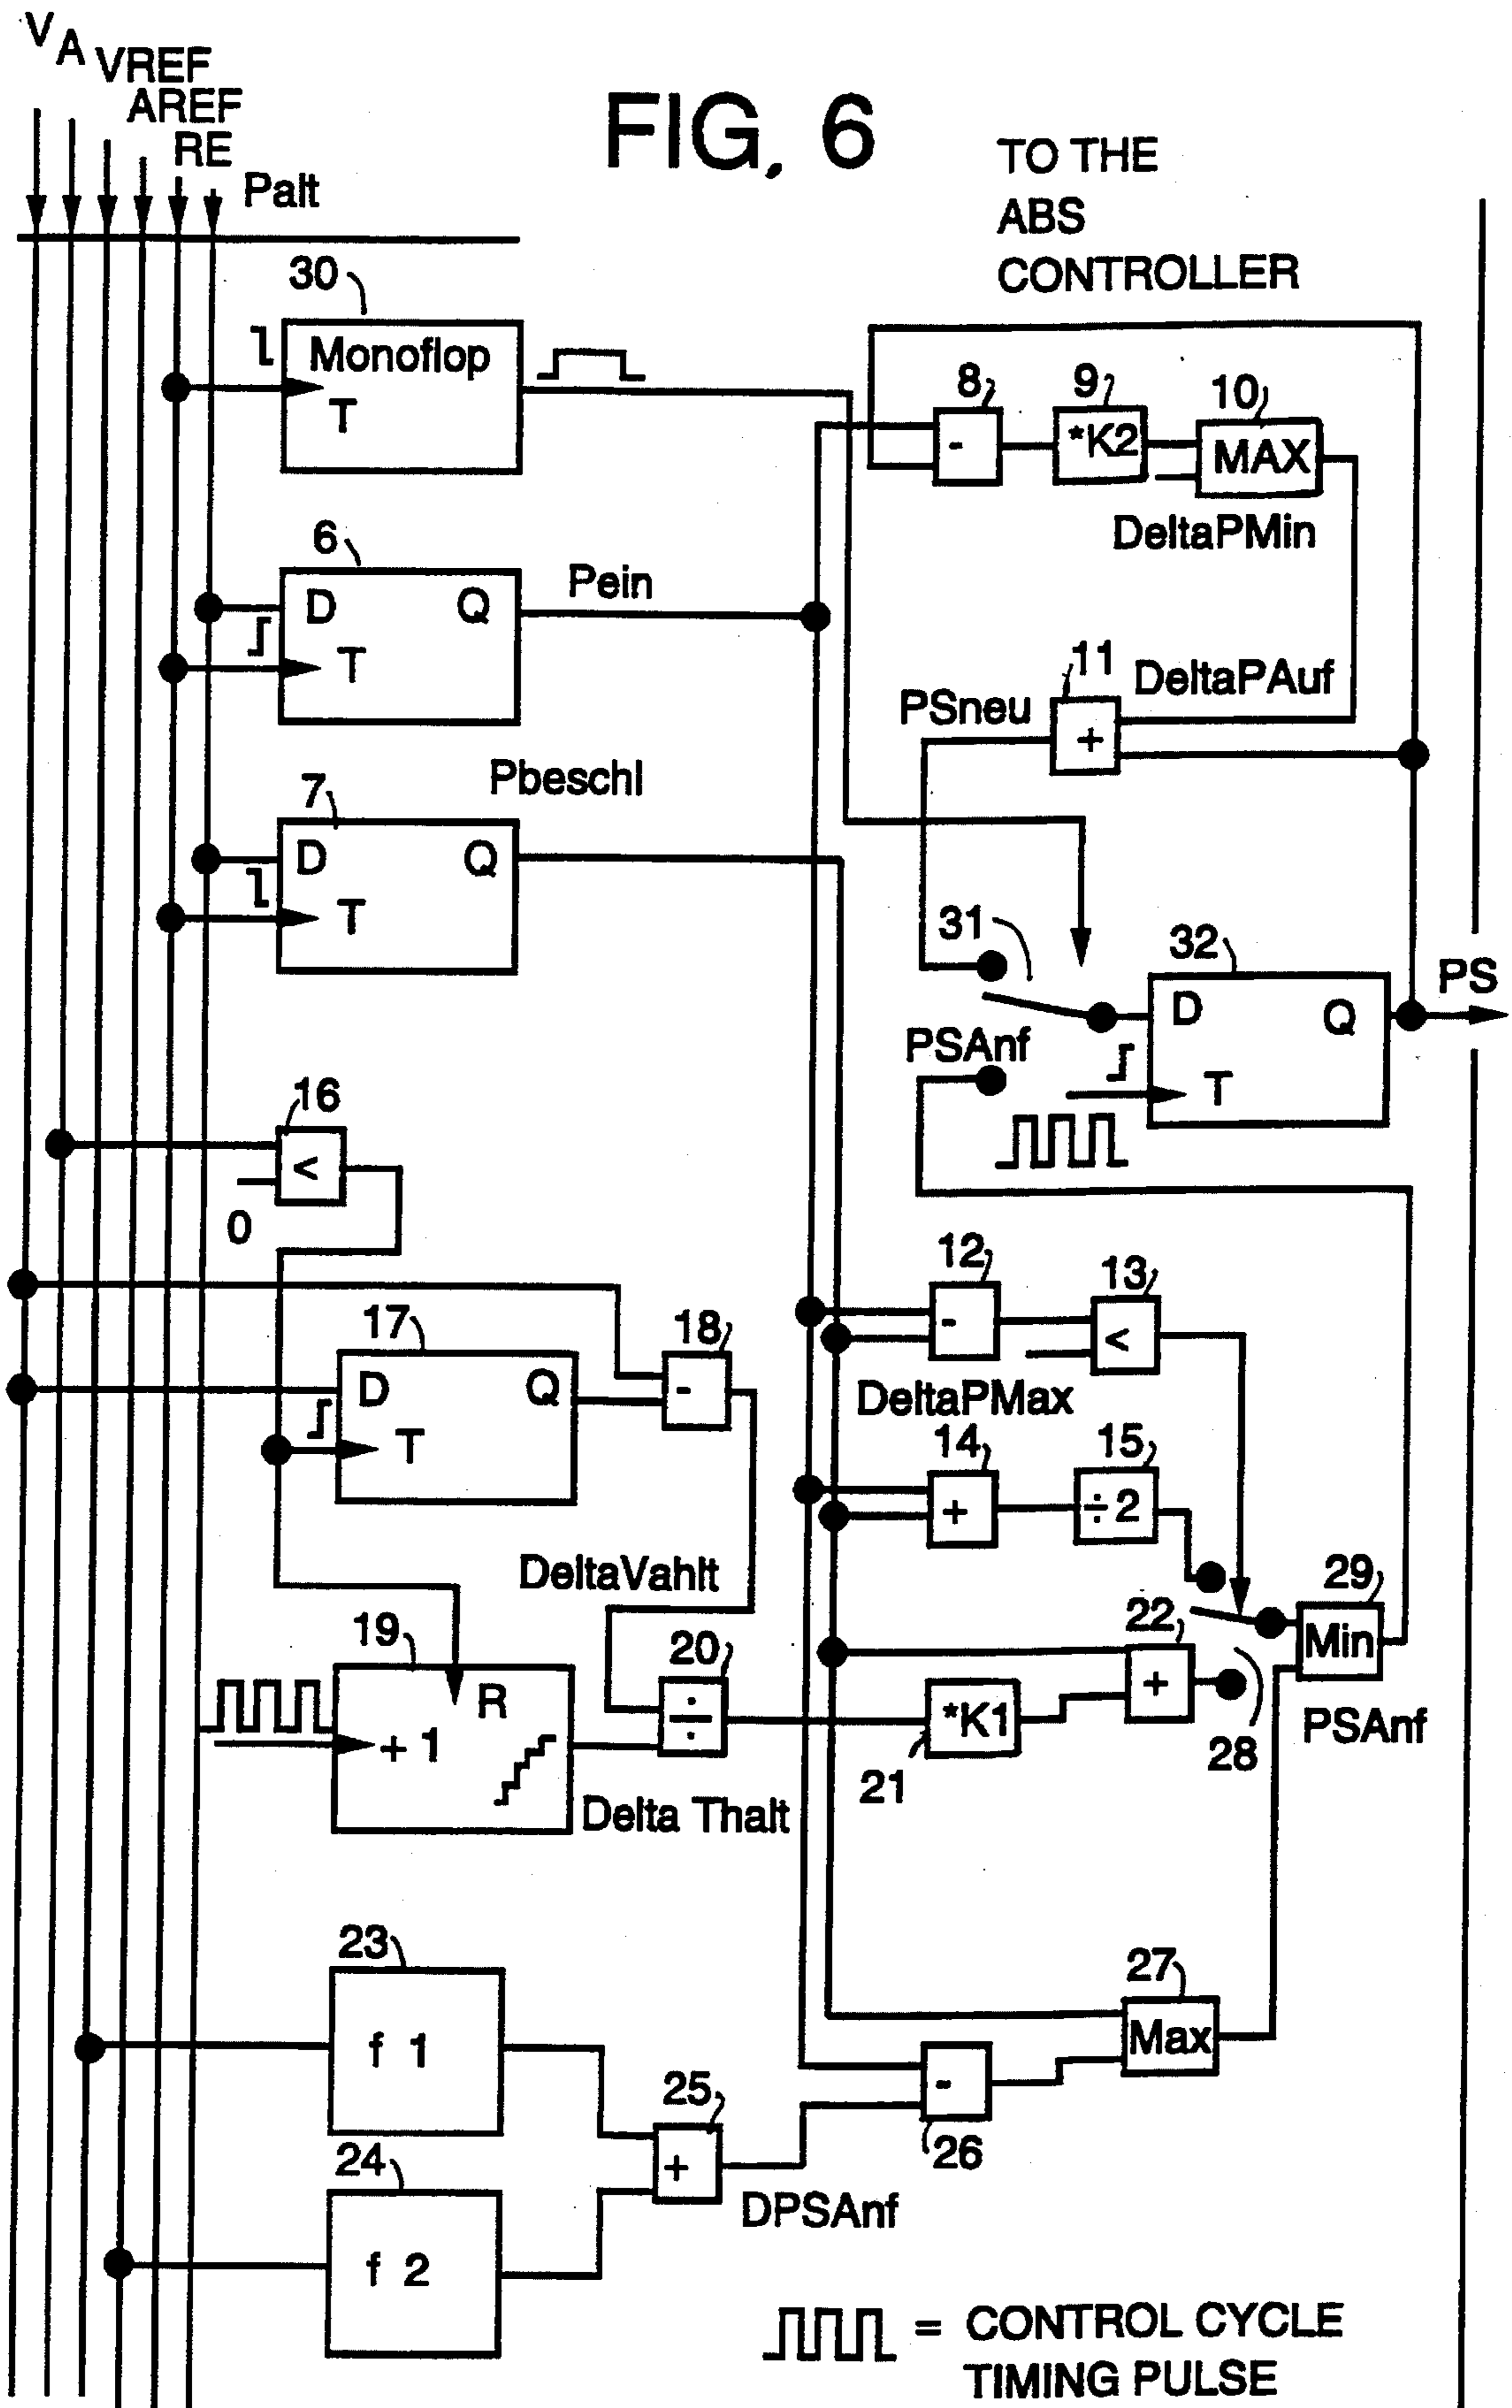 V
A
VREF
AREF
RE
Palt
FIG, 6
TO THE
ABS
CONTROLLER
30
Monoflop
T
8
-
9
*K2
10
MAX
DeltaPMin
6
D Q
T
Pein
11
+
DeltaPAuf
PSneu
7
D Q
T
Pbeschl
31
32
D Q
T
PS
PSAnf
16
<
0
12
-
13
<
DeltaPMax
17
D Q
T
18
-
14
+
15
÷2
DeltaVahlt
19
R
+ 1
Delta Thalt
20
÷
*K1
21
22
+
28
29
Min
PSAnf
23
f 1
24
f 2
25
+
DPSAnf
26
-
27
Max
= CONTROL CYCLE
TIMING PULSE